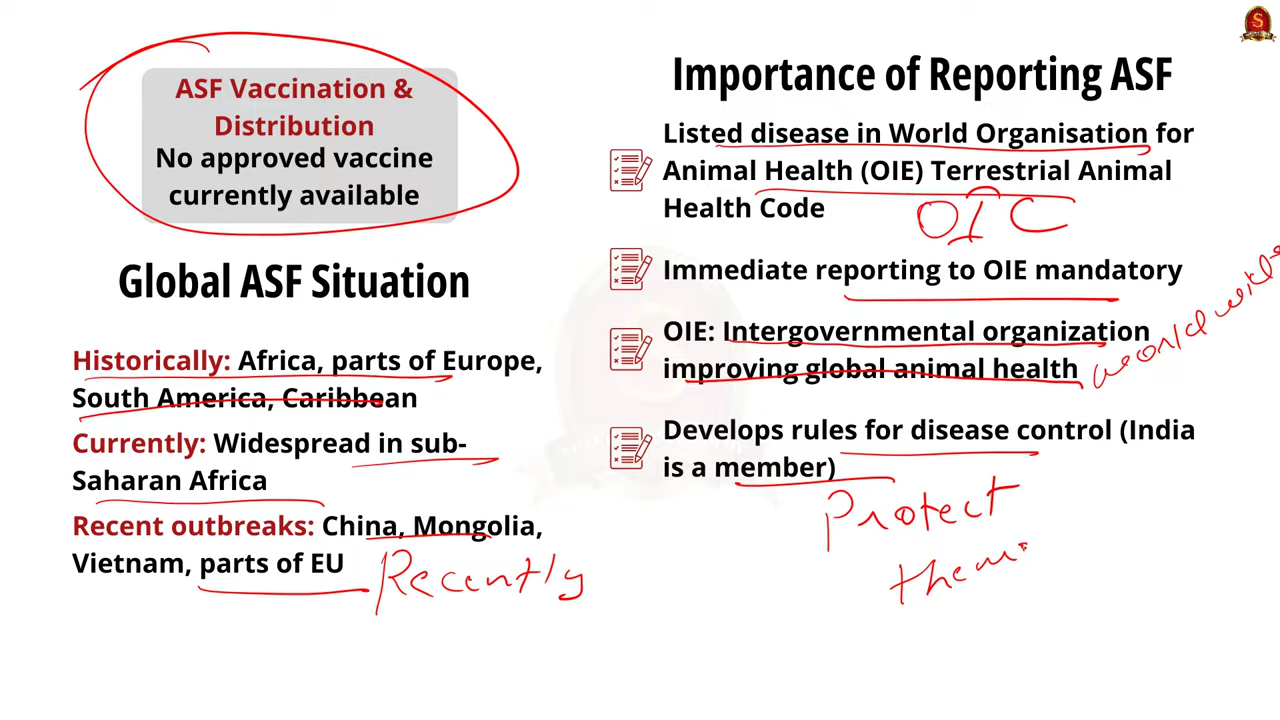 ASF Vaccination &
Distribution
No approved vaccine
currently available
Global ASF Situation
Historically: Africa, parts of Europe,
South America, Caribbean
Currently: Widespread in sub-
Saharan Africa
Recent outbreaks: China, Mongolia,
Vietnam, parts of EU
Recently
Importance of Reporting ASF
Listed disease in World Organisation for
Animal Health (OIE) Terrestrial Animal
Health Code
OIC
Immediate reporting to OIE mandatory
OIE: Intergovernmental organization
improving global animal health
world wide
Develops rules for disease control (India
is a member)
Protect
them